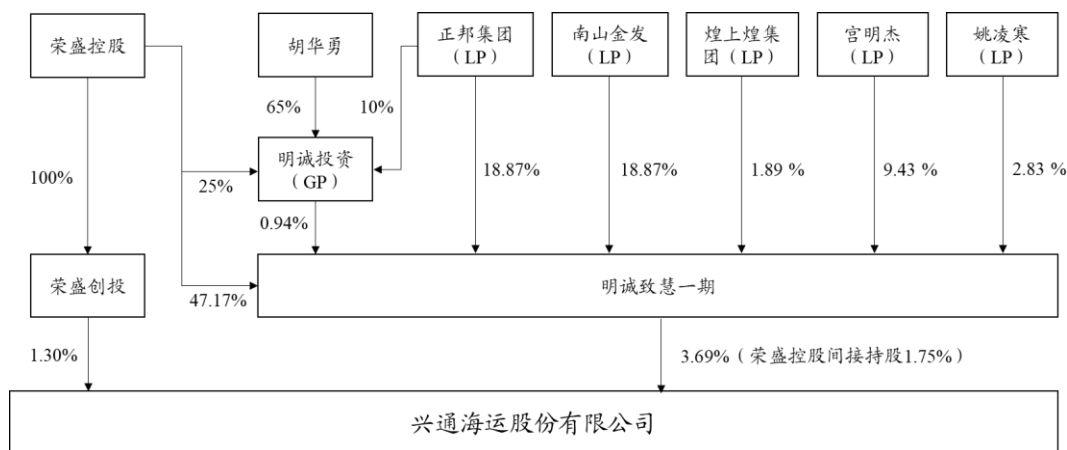 荣盛控股
胡华勇
正邦集团
（LP）
南山金发
（LP）
煌上煌集
团（LP）
宫明杰
（LP）
姚凌寒
（LP）
65%
10%
明诚投资
（GP）
100%
25%
18.87%
18.87%
1.89 %
9.43 %
2.83 %
0.94%
荣盛创投
47.17%
明诚致慧一期
1.30%
3.69%（荣盛控股间接持股1.75%）
兴通海运股份有限公司